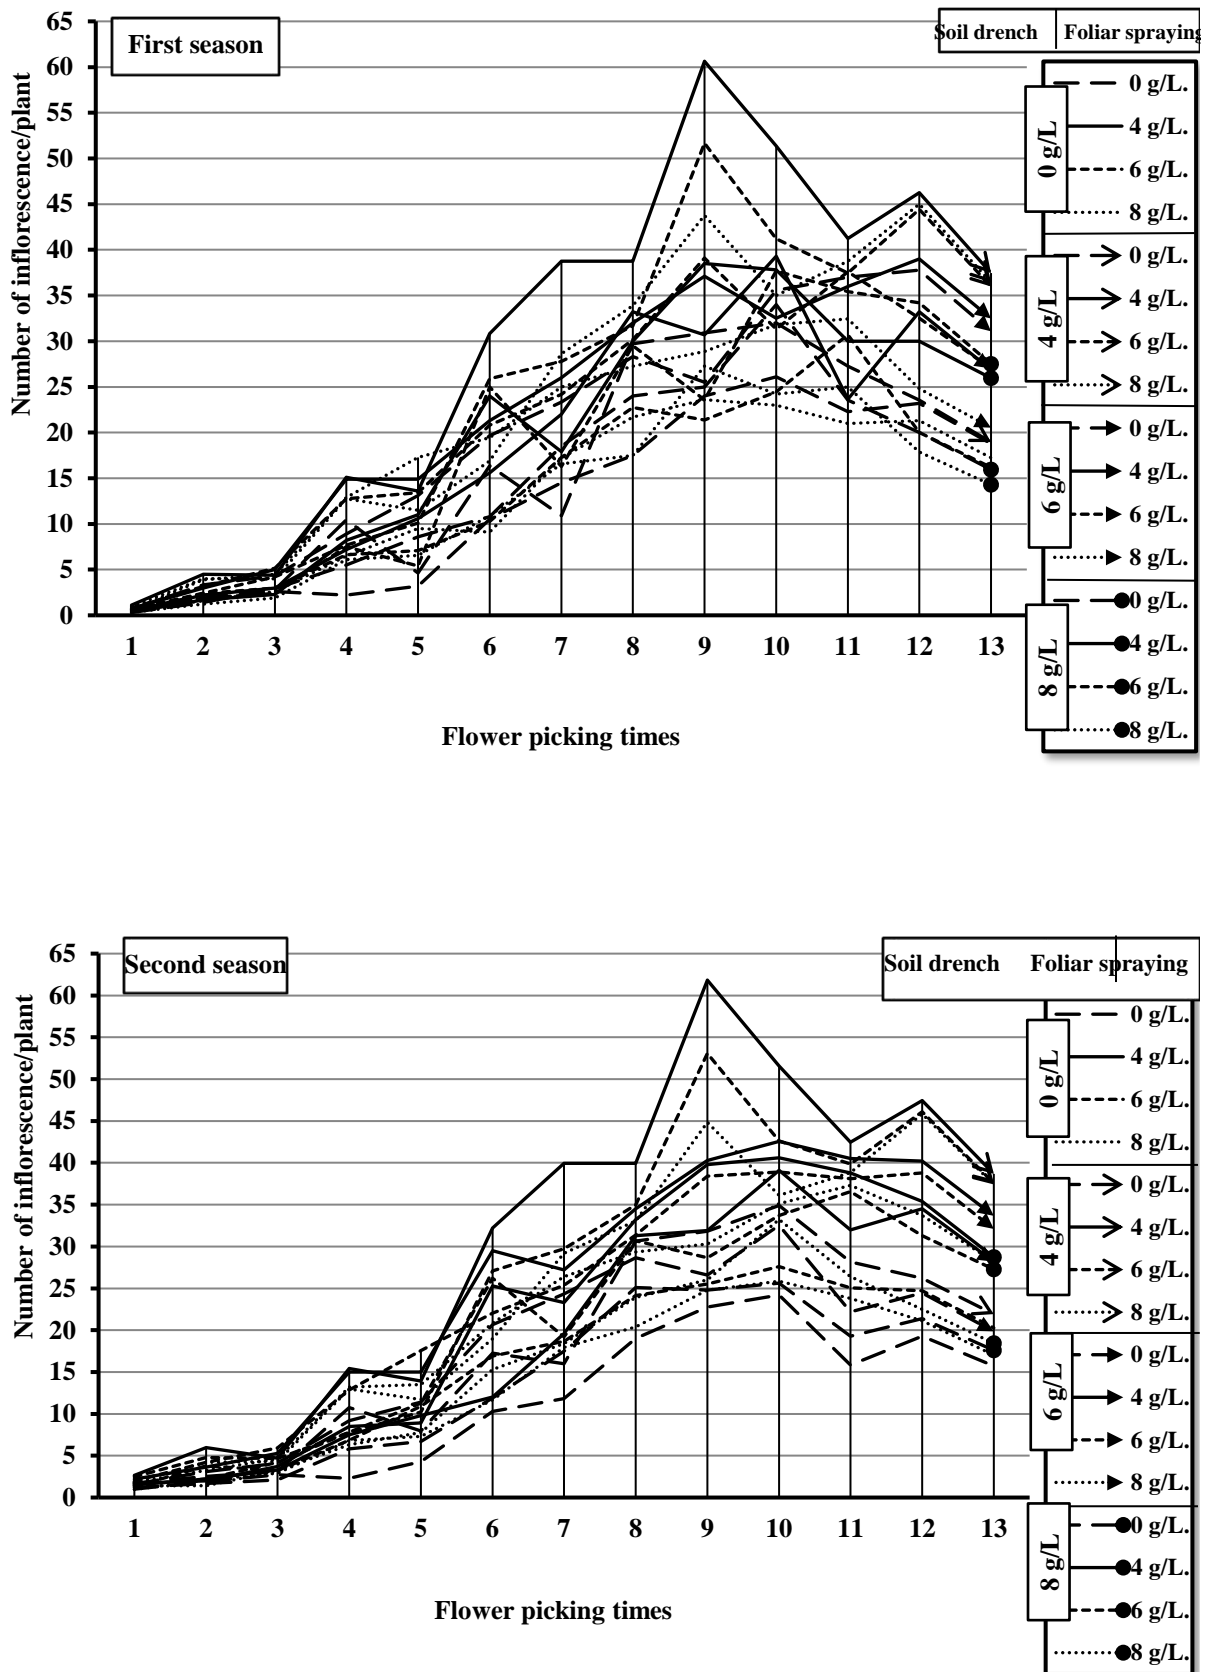 First season
Soil drench Foliar spraying
Number of inflorescence/plant
65
60
55
50
45
40
35
30
25
20
15
10
5
0
1 2 3 4 5 6 7 8 9 10 11 12 13
Flower picking times
0 g/L
0 g/L.
4 g/L.
6 g/L.
8 g/L.
4 g/L
0 g/L.
4 g/L.
6 g/L.
8 g/L.
6 g/L
0 g/L.
4 g/L.
6 g/L.
8 g/L.
8 g/L
0 g/L.
4 g/L.
6 g/L.
8 g/L.
Second season
Soil drench Foliar spraying
Number of inflorescence/plant
65
60
55
50
45
40
35
30
25
20
15
10
5
0
1 2 3 4 5 6 7 8 9 10 11 12 13
Flower picking times
0 g/L
0 g/L.
4 g/L.
6 g/L.
8 g/L.
4 g/L
0 g/L.
4 g/L.
6 g/L.
8 g/L.
6 g/L
0 g/L.
4 g/L.
6 g/L.
8 g/L.
8 g/L
0 g/L.
4 g/L.
6 g/L.
8 g/L.